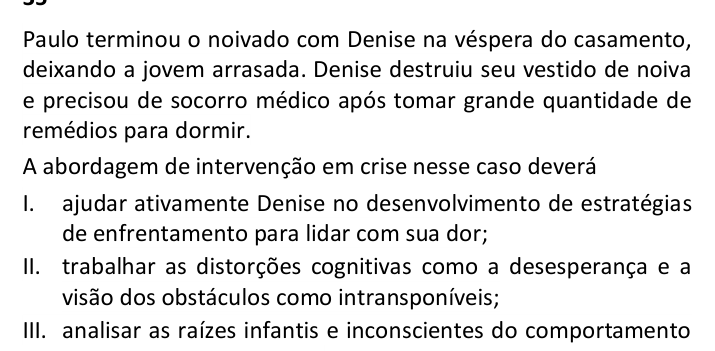 Paulo terminou o noivado com Denise na véspera do casamento,
deixando a jovem arrasada. Denise destruiu seu vestido de noiva
e precisou de socorro médico após tomar grande quantidade de
remédios para dormir.
A abordagem de intervenção em crise nesse caso deverá
I. ajudar ativamente Denise no desenvolvimento de estratégias
de enfrentamento para lidar com sua dor;
II. trabalhar as distorções cognitivas como a desesperança e a
visão dos obstáculos como intransponíveis;
III. analisar as raízes infantis e inconscientes do comportamento